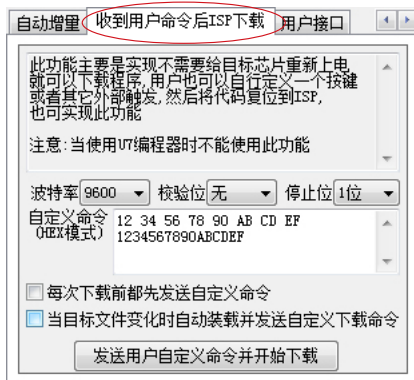 自动增量 收到用户命令后ISP下载 用户接口
此功能主要是实现不需要给目标芯片重新上电,
就可以下载程序,用户也可以自行定义一个按键
或者其它外部触发,然后将代码复位到ISP,
也可实现此功能
注意:当使用U7编程器时不能使用此功能
波特率 9600 校验位 无 停止位 1位
自定义命令
(HEX模式)
12 34 56 78 90 AB CD EF
1234567890ABCDEF
每次下载前都先发送自定义命令
当目标文件变化时自动装载并发送自定义下载命令
发送用户自定义命令并开始下载